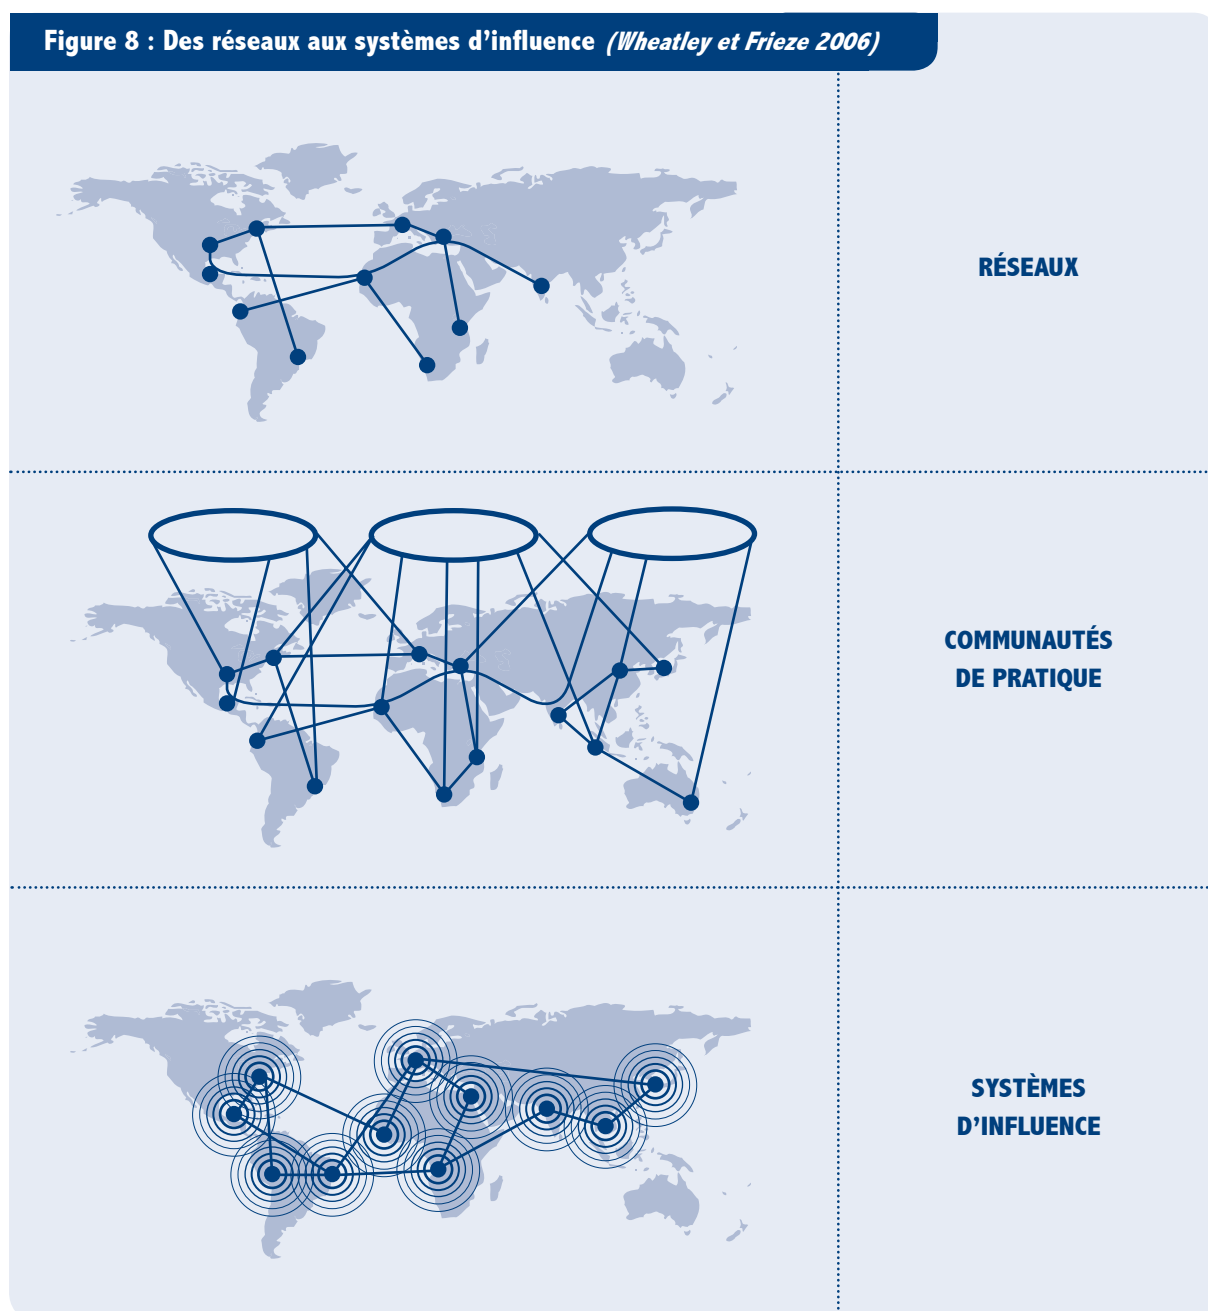 Figure 8 : Des réseaux aux systèmes d’influence (Wheatley et Frieze 2006)
RÉSEAUX
COMMUNAUTÉS
DE PRATIQUE
SYSTÈMES
D’INFLUENCE